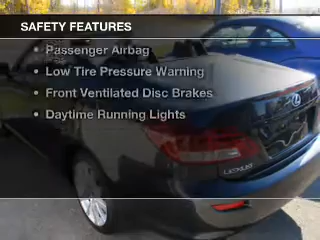 SAFETY FEATURES
• Passenger Airbag
• Low Tire Pressure Warning
• Front Ventilated Disc Brakes
• Daytime Running Lights
LEXUS